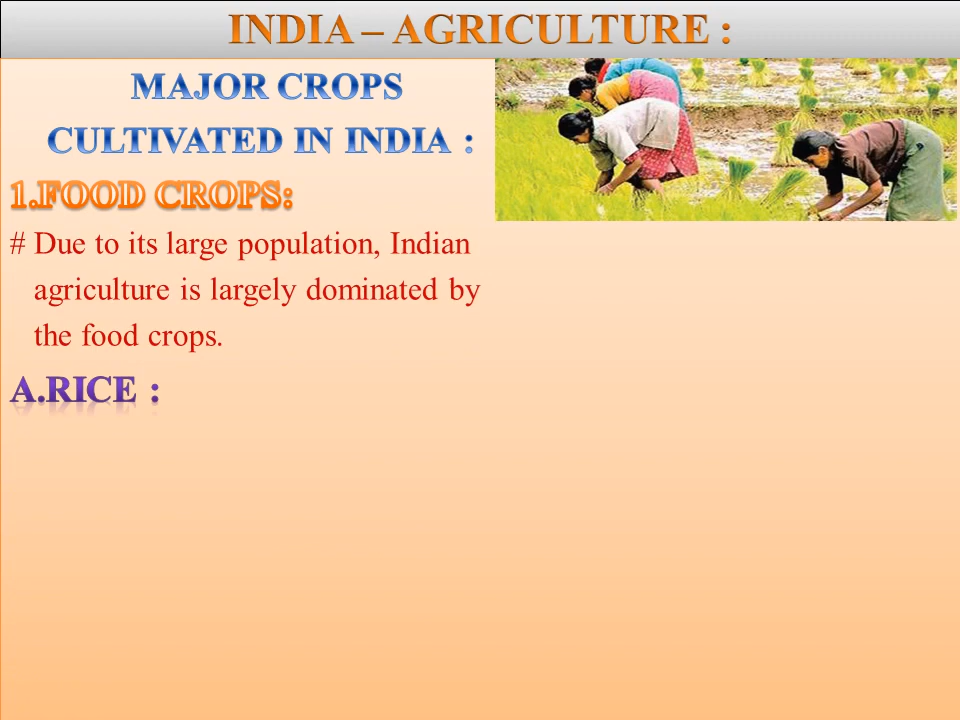 INDIA – AGRICULTURE :
MAJOR CROPS
CULTIVATED IN INDIA :
1.FOOD CROPS:
# Due to its large population, Indian
agriculture is largely dominated by
the food crops.
A.RICE :